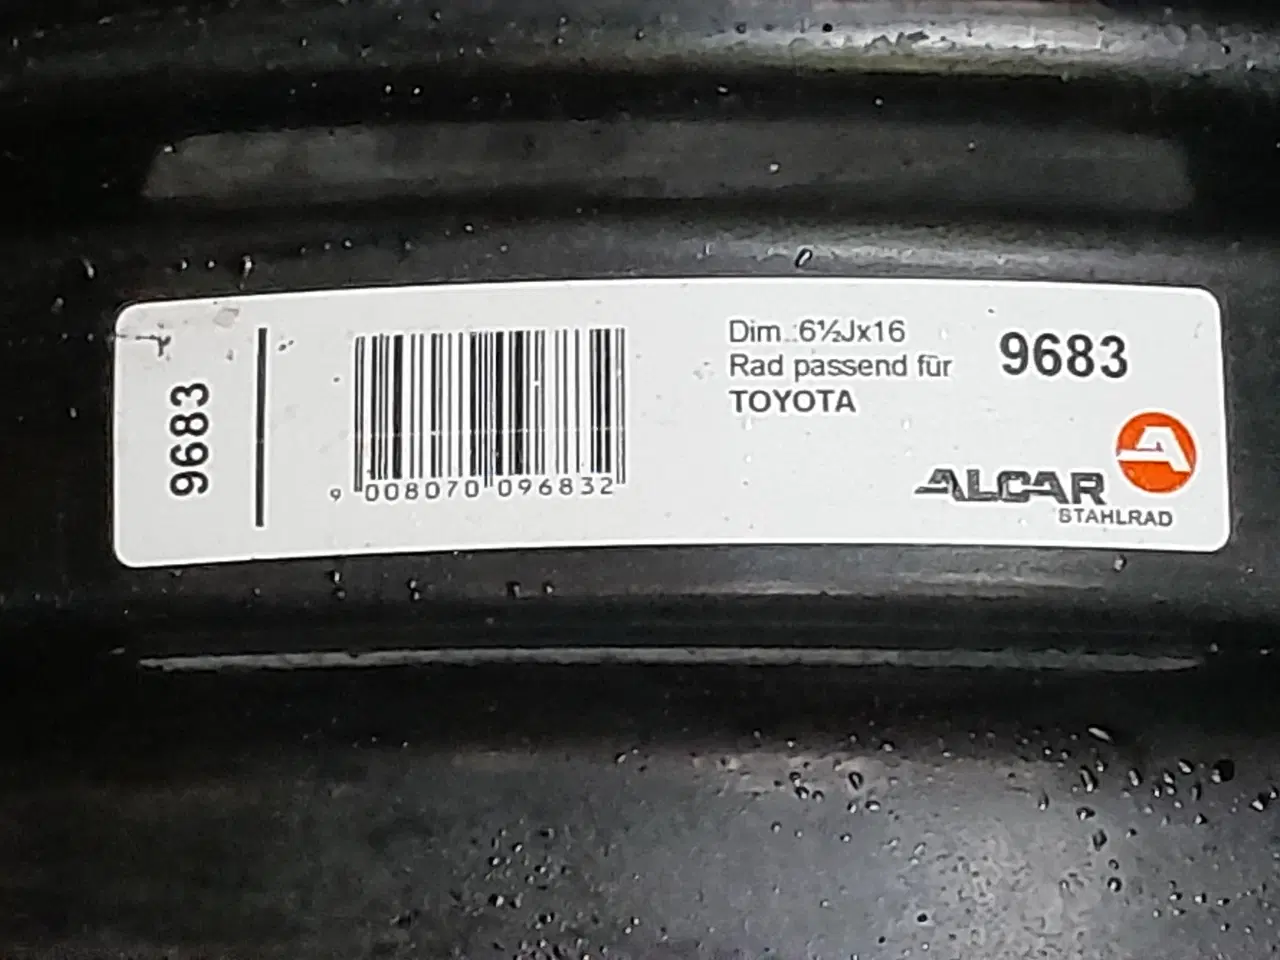 9683
9 008070 096832
Dim.:6½Jx16
Rad passend für
TOYOTA
9683
ALCAR
STAHLRAD